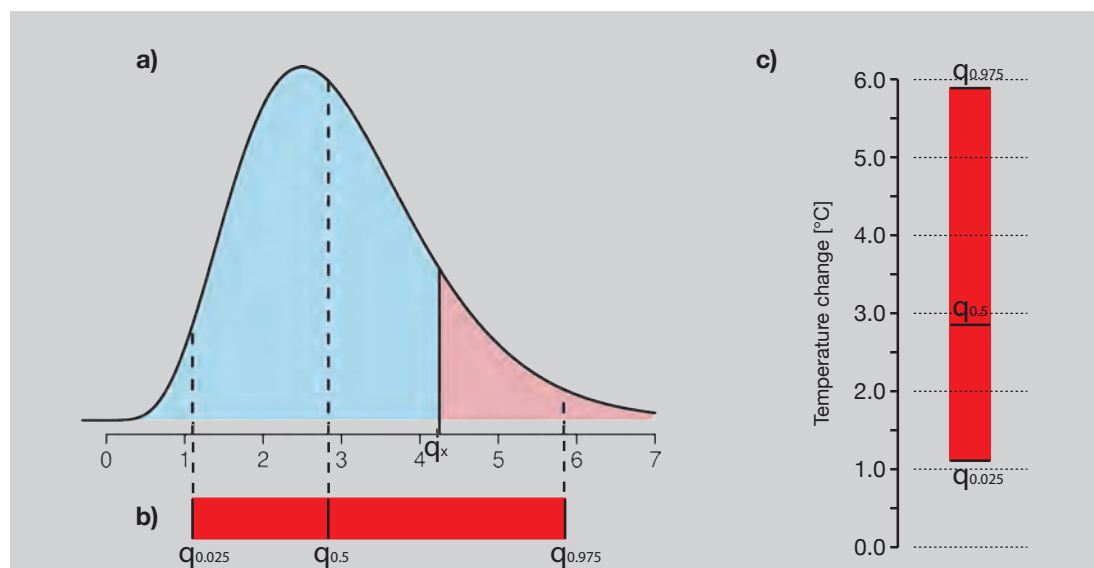 a)
0 1 2 3 4 qx 5 6 7
b)
q0.025 q0.5 q0.975
c)
Temperature change [°C]
6.0
5.0
4.0
3.0
2.0
1.0
0.0
q0.975
q0.5
q0.025